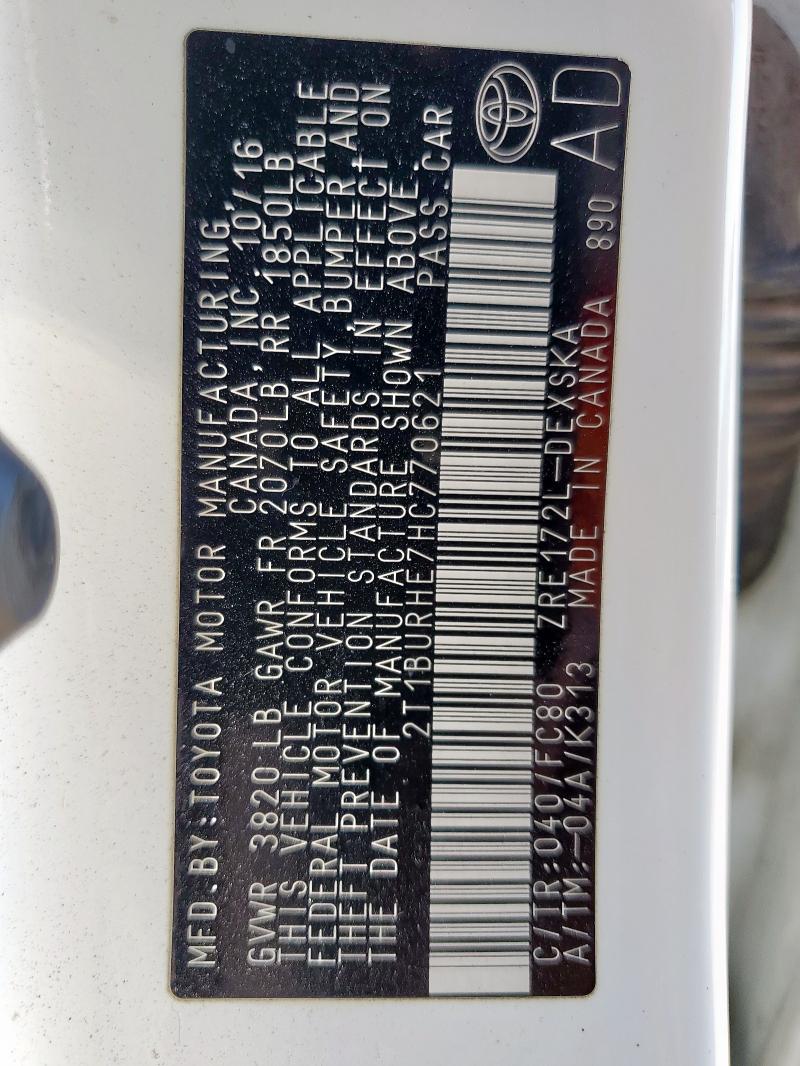 MFD.BY:TOYOTA MOTOR MANUFACTURING
CANADA,INC. 10/16
GVWR 3820LB GAWR FR 2070LB,RR 1850LB
THIS VEHICLE CONFORMS TO ALL APPLICABLE
FEDERAL MOTOR VEHICLE SAFETY,BUMPER,AND
THEFT PREVENTION STANDARDS IN EFFECT ON
THE DATE OF MANUFACTURE SHOWN ABOVE.
2T1BURHE7HC770621 PASS.CAR
C/TR:040/FC80 ZRE172L-DEXSKA
A/TM:-04A/K313 MADE IN CANADA 890 AD